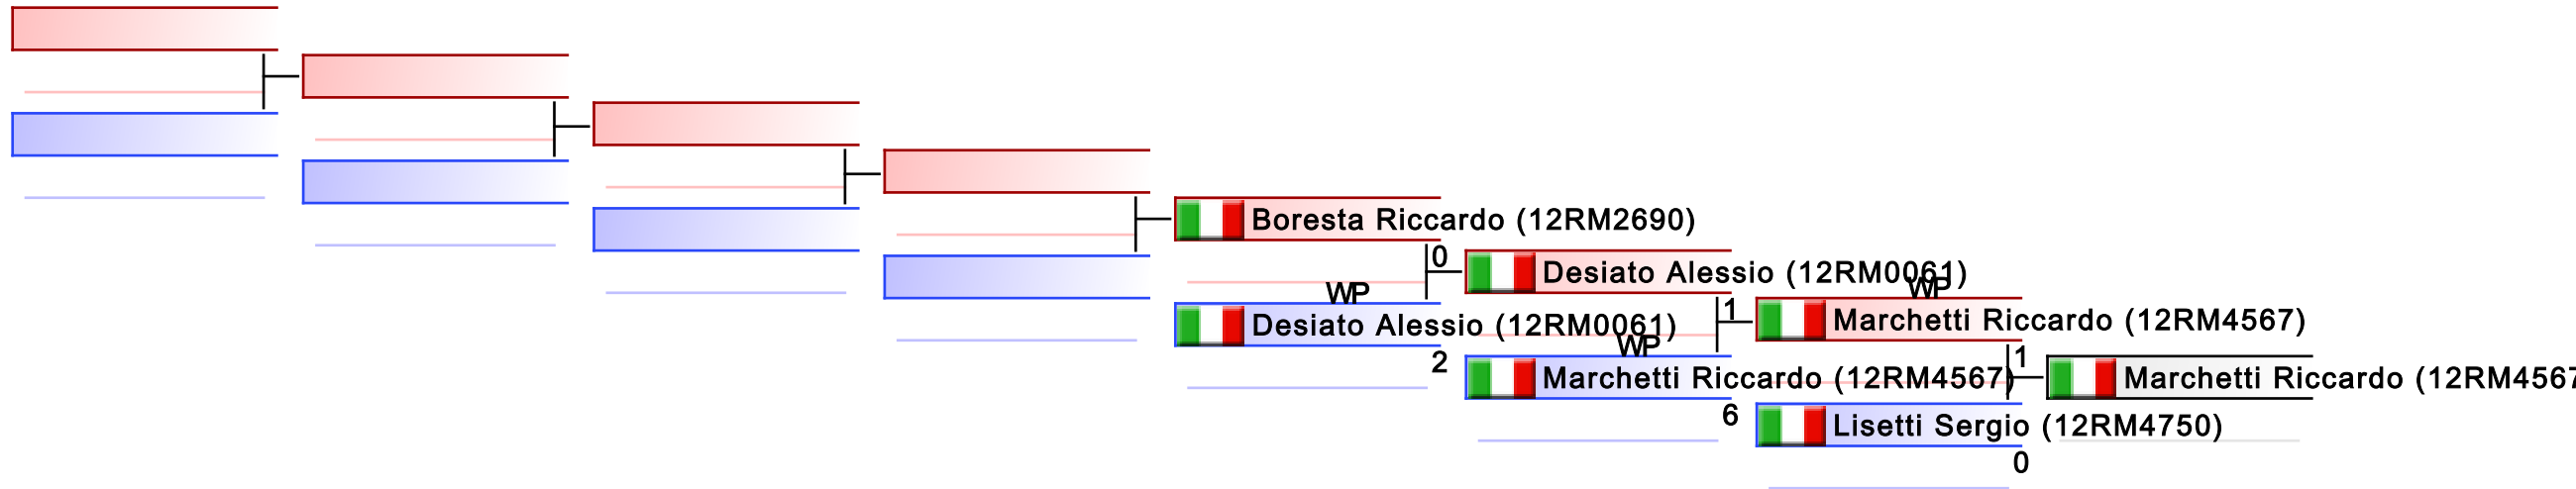 Boresta Riccardo (12RM2690)
0
WP
Desiato Alessio (12RM0061)
2
Desiato Alessio (12RM0061)
1
WP
Marchetti Riccardo (12RM4567)
6
WP
Marchetti Riccardo (12RM4567)
1
Lisetti Sergio (12RM4750)
0
Marchetti Riccardo (12RM4567